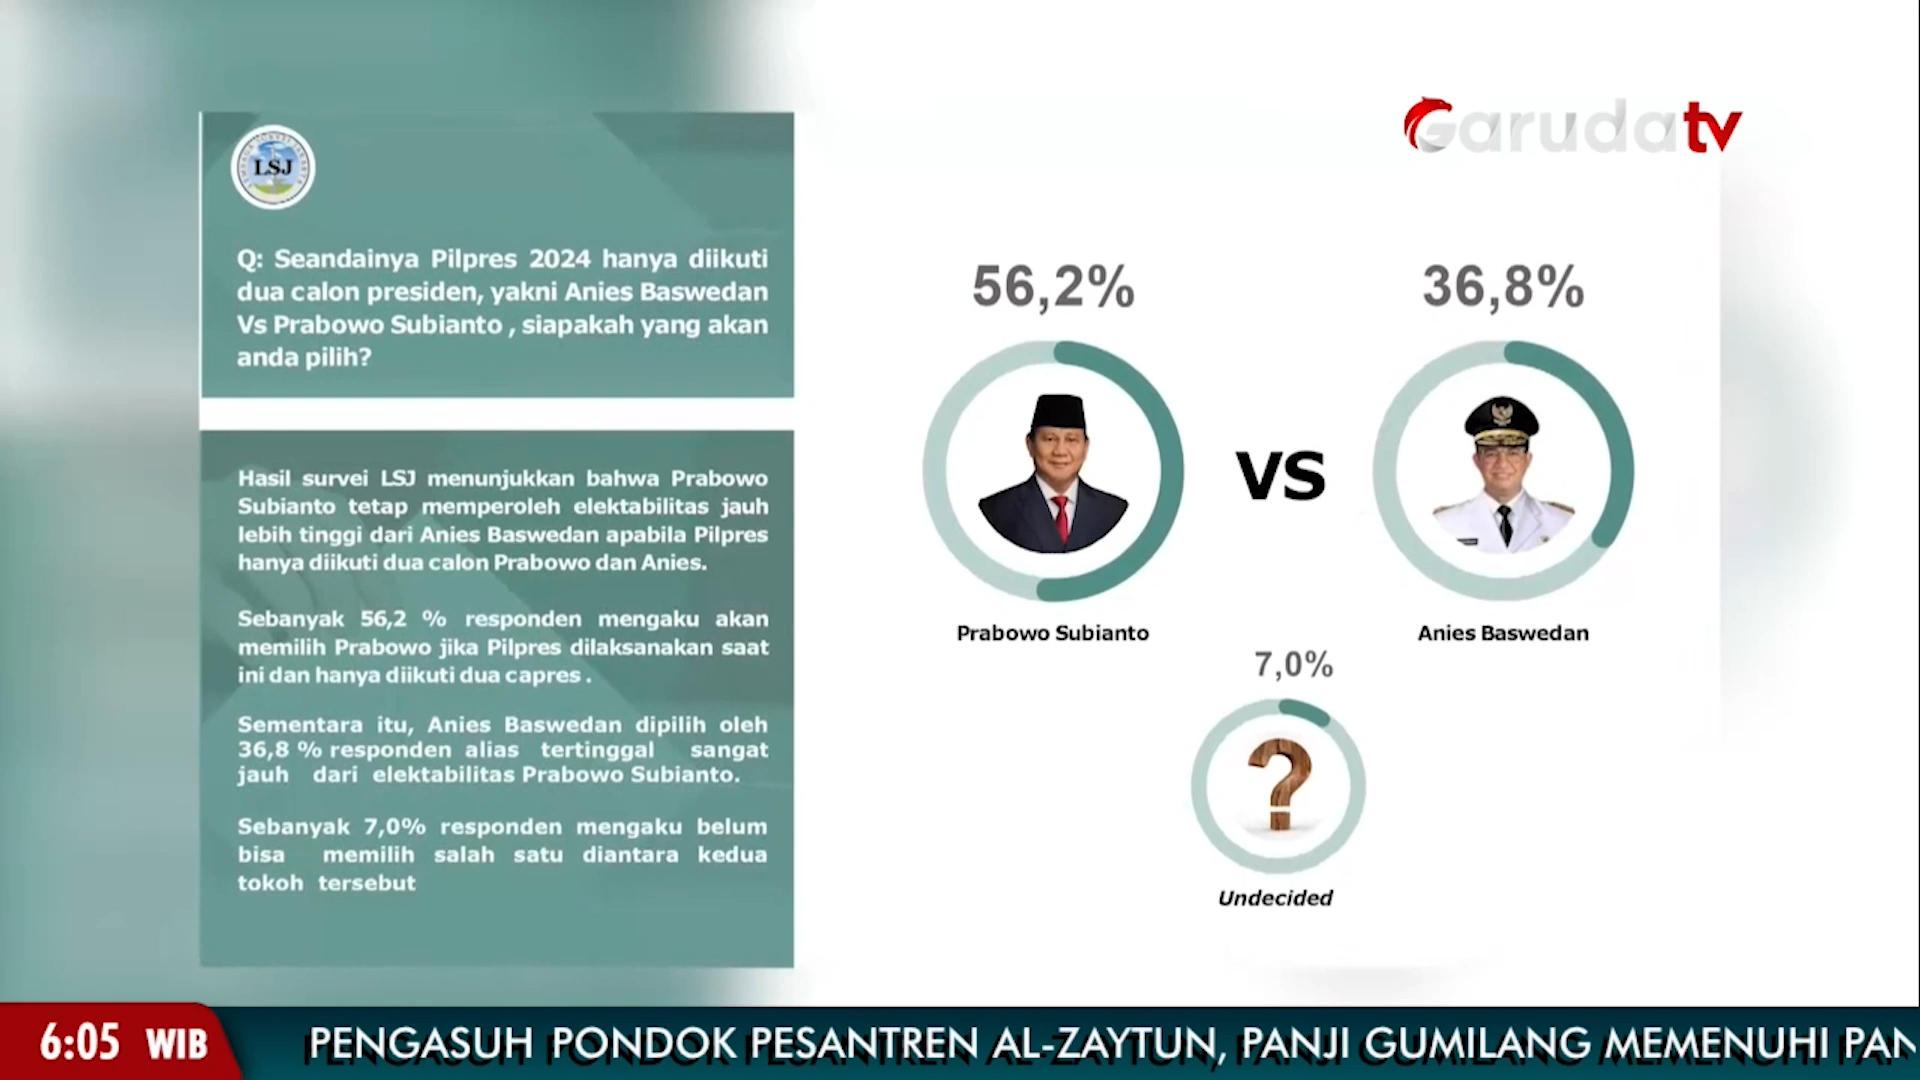 Garudatv
LSJ
Q: Seandainya Pilpres 2024 hanya diikuti
dua calon presiden, yakni Anies Baswedan
Vs Prabowo Subianto , siapakah yang akan
anda pilih?
Hasil survei LSJ menunjukkan bahwa Prabowo
Subianto tetap memperoleh elektabilitas jauh
lebih tinggi dari Anies Baswedan apabila Pilpres
hanya diikuti dua calon Prabowo dan Anies.
Sebanyak 56,2 % responden mengaku akan
memilih Prabowo jika Pilpres dilaksanakan saat
ini dan hanya diikuti dua capres .
Sementara itu, Anies Baswedan dipilih oleh
36,8 % responden alias tertinggal sangat
jauh dari elektabilitas Prabowo Subianto.
Sebanyak 7,0% responden mengaku belum
bisa memilih salah satu diantara kedua
tokoh tersebut
56,2%
36,8%
VS
Prabowo Subianto
Anies Baswedan
7,0%
?
Undecided
6:05 WIB
PENGASUH PONDOK PESANTREN AL-ZAYTUN, PANJI GUMILANG MEMENUHI PAN